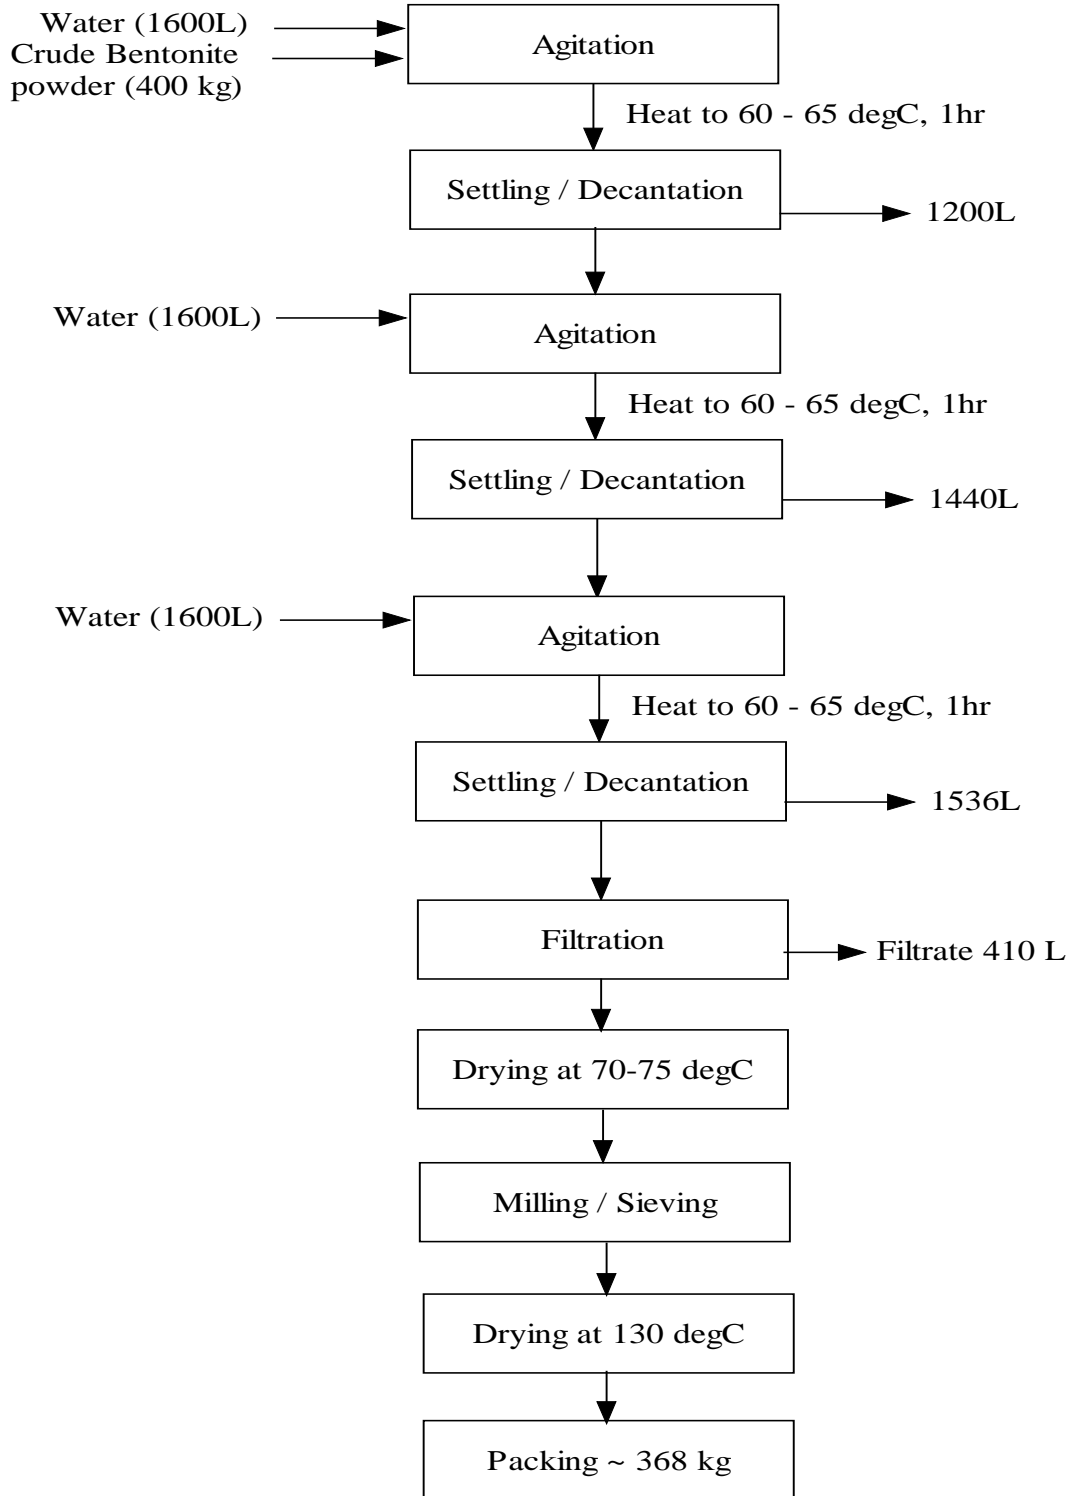 Water (1600L)
Crude Bentonite
powder (400 kg)
Agitation
Heat to 60 - 65 degC, 1hr
Settling / Decantation
1200L
Water (1600L)
Agitation
Heat to 60 - 65 degC, 1hr
Settling / Decantation
1440L
Water (1600L)
Agitation
Heat to 60 - 65 degC, 1hr
Settling / Decantation
1536L
Filtration
Filtrate 410 L
Drying at 70-75 degC
Milling / Sieving
Drying at 130 degC
Packing ~ 368 kg